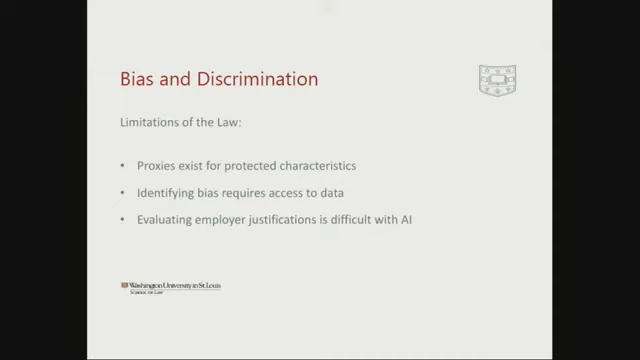 Bias and Discrimination
Limitations of the Law:
• Proxies exist for protected characteristics
• Identifying bias requires access to data
• Evaluating employer justifications is difficult with AI
Washington University in St. Louis
SCHOOL OF LAW